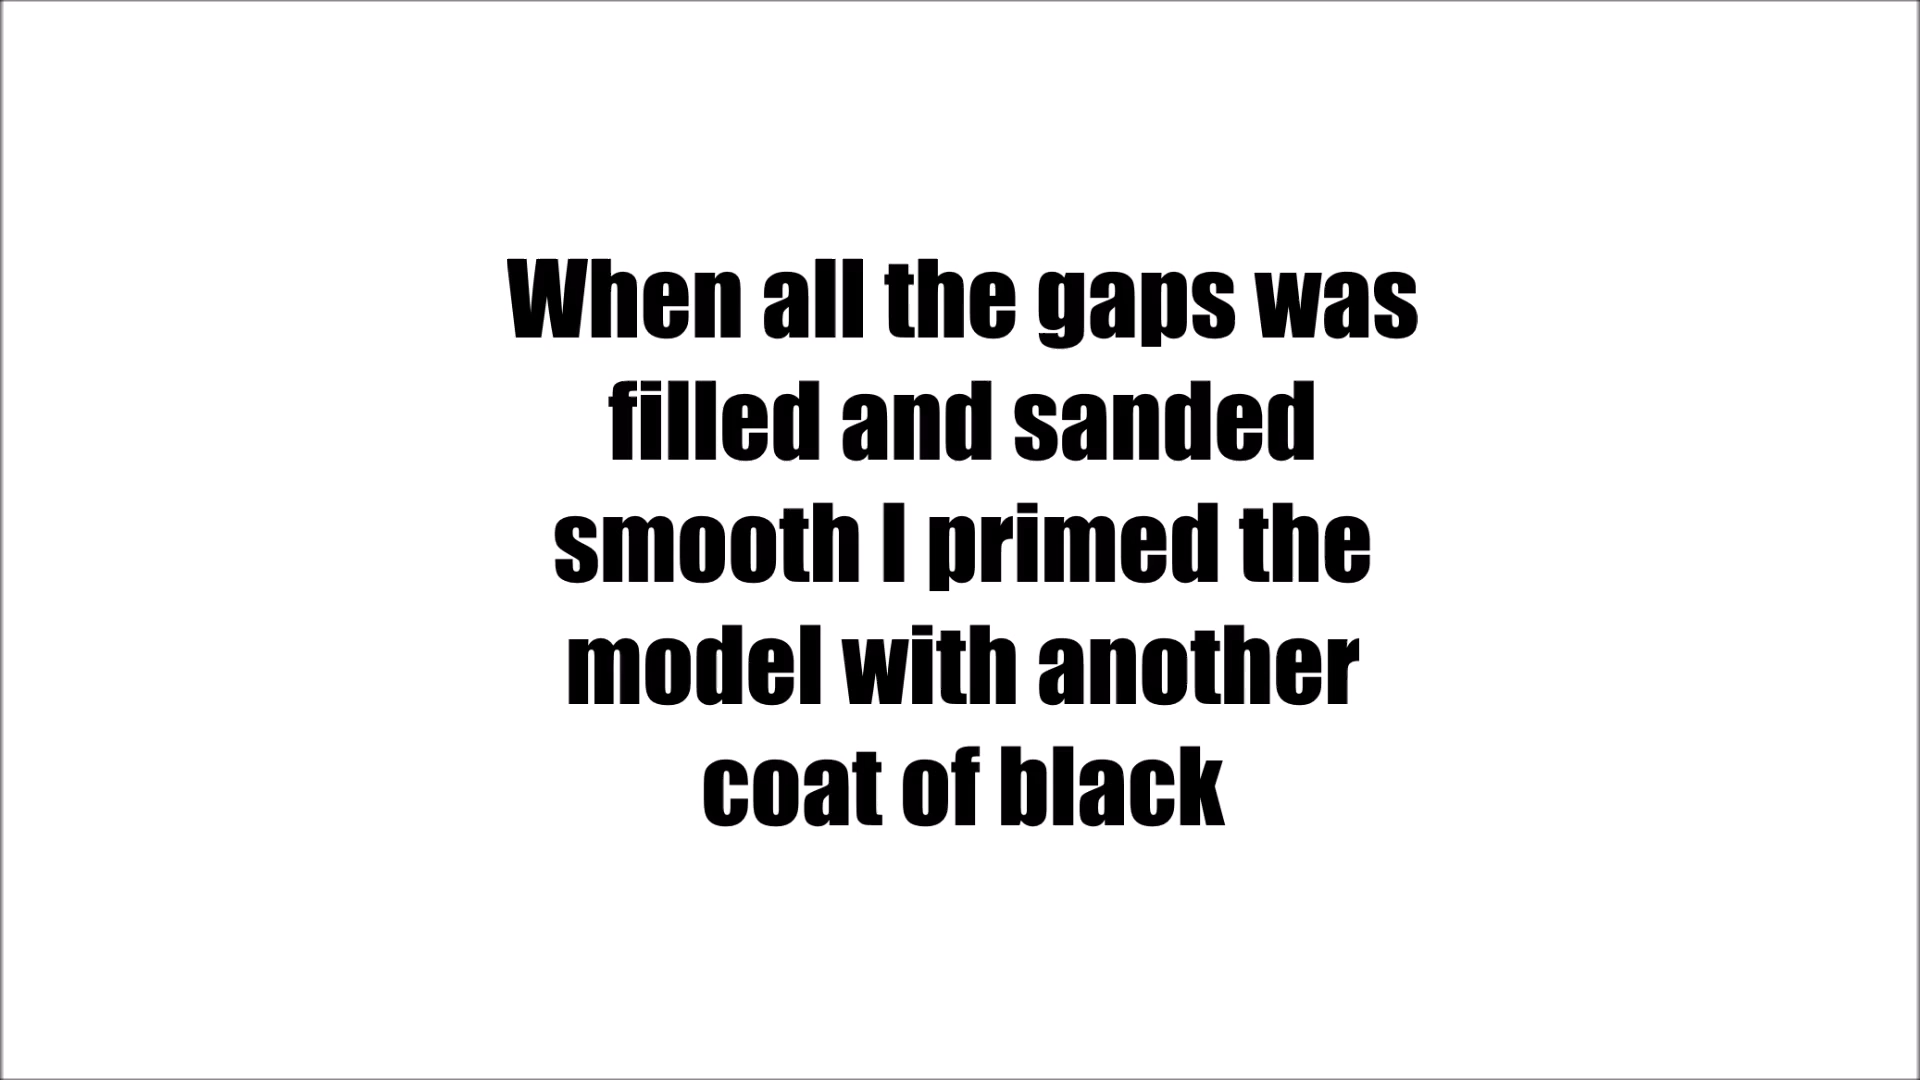 When all the gaps was
filled and sanded
smooth I primed the
model with another
coat of black